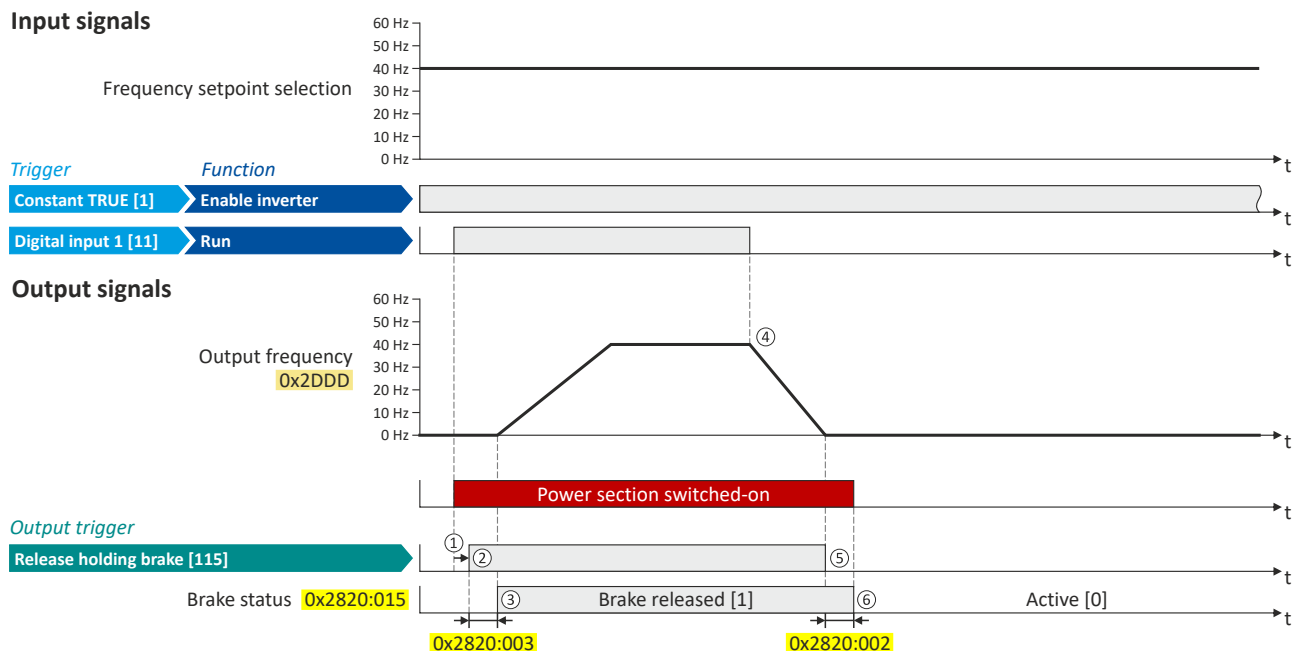 Input signals
60 Hz
50 Hz
40 Hz
Frequency setpoint selection 30 Hz
20 Hz
10 Hz
0 Hz
t
Trigger Function
Constant TRUE [1] Enable inverter
t
Digital input 1 [11] Run
t
Output signals
60 Hz
50 Hz
40 Hz
④
Output frequency
30 Hz
0x2DDD
20 Hz
10 Hz
0 Hz
t
Power section switched-on
t
Output trigger
①
Release holding brake [115] ② ⑤
t
Brake status 0x2820:015 ③ Brake released [1] ⑥ Active [0]
t
0x2820:003 0x2820:002